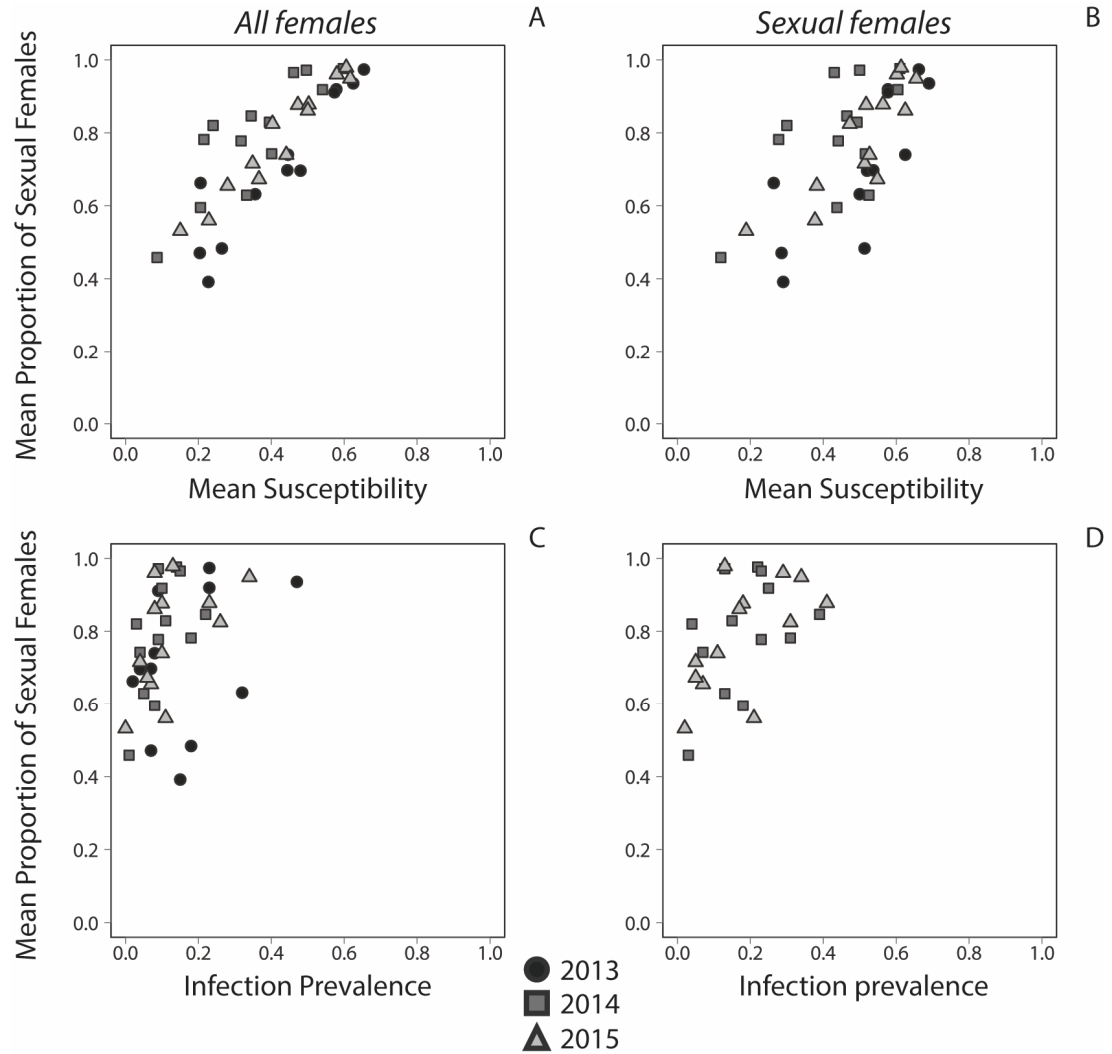 All females
A
Mean Proportion of Sexual Females
1.0
0.8
0.6
0.4
0.2
0.0
0.0 0.2 0.4 0.6 0.8 1.0
Mean Susceptibility
Sexual females
B
1.0
0.8
0.6
0.4
0.2
0.0
0.0 0.2 0.4 0.6 0.8 1.0
Mean Susceptibility
C
Mean Proportion of Sexual Females
1.0
0.8
0.6
0.4
0.2
0.0
0.0 0.2 0.4 0.6 0.8 1.0
Infection Prevalence
D
1.0
0.8
0.6
0.4
0.2
0.0
0.0 0.2 0.4 0.6 0.8 1.0
Infection prevalence
2013
2014
2015